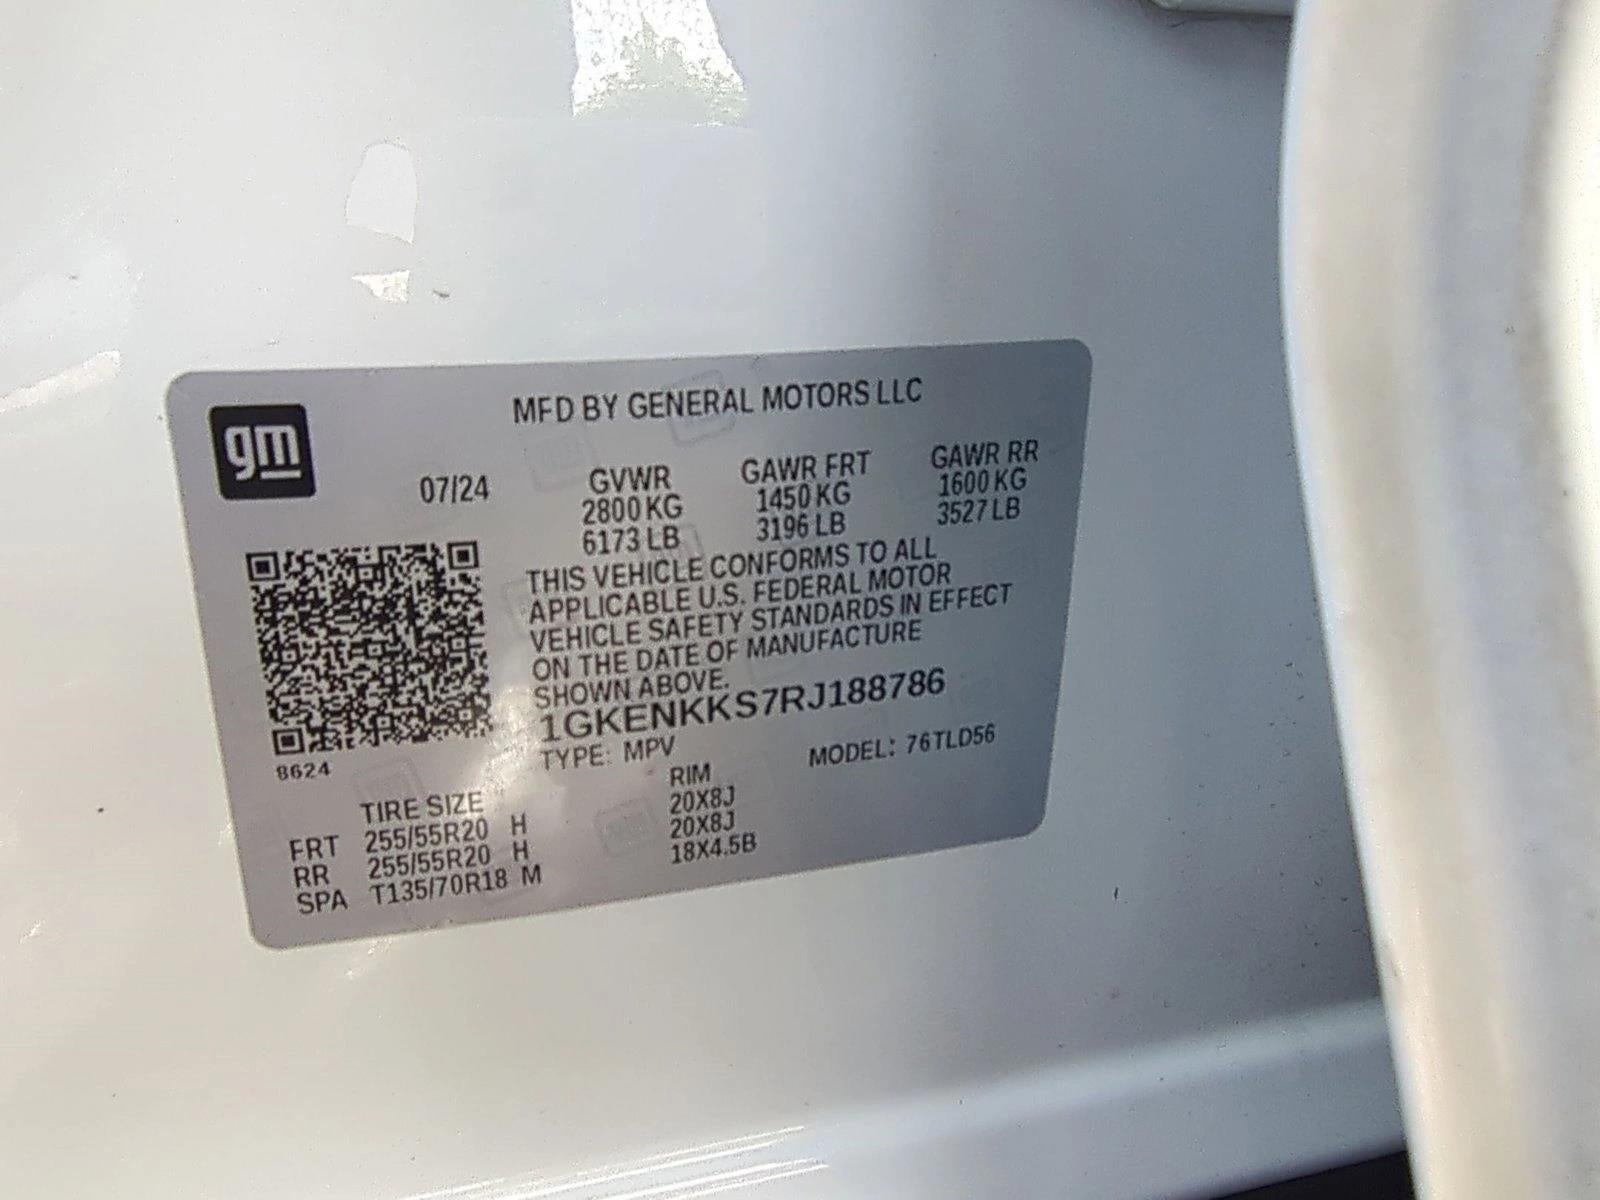 gm
MFD BY GENERAL MOTORS LLC
07/24
GVWR GAWR FRT GAWR RR
2800 KG 1450 KG 1600 KG
6173 LB 3196 LB 3527 LB
THIS VEHICLE CONFORMS TO ALL
APPLICABLE U.S. FEDERAL MOTOR
VEHICLE SAFETY STANDARDS IN EFFECT
ON THE DATE OF MANUFACTURE
SHOWN ABOVE.
1GKENKKS7RJ188786
TYPE: MPV MODEL: 76TLD56
8624
TIRE SIZE RIM
FRT 255/55R20 H 20X8J
RR 255/55R20 H 20X8J
SPA T135/70R18 M 18X4.5B